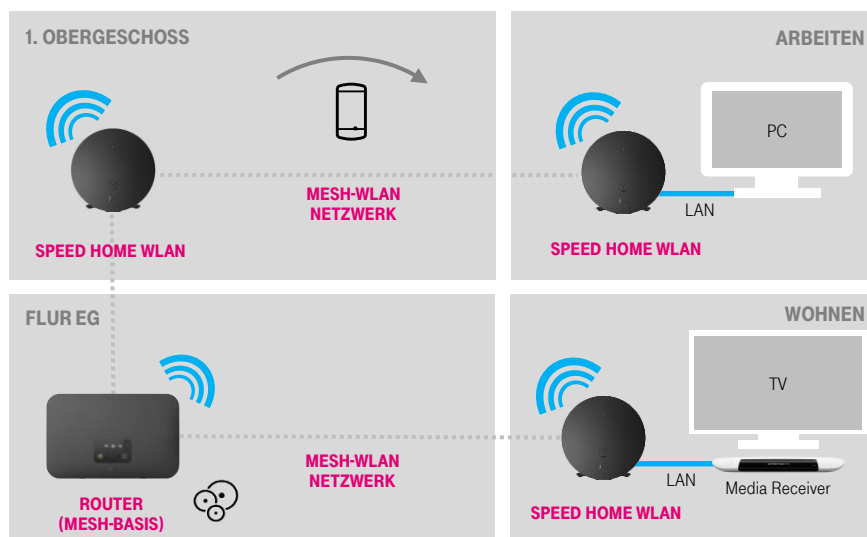 1. OBERGESCHOSS
MESH-WLAN
NETZWERK
SPEED HOME WLAN
ARBEITEN
PC
LAN
SPEED HOME WLAN
FLUR EG
MESH-WLAN
NETZWERK
ROUTER
(MESH-BASIS)
WOHNEN
TV
LAN
Media Receiver
SPEED HOME WLAN